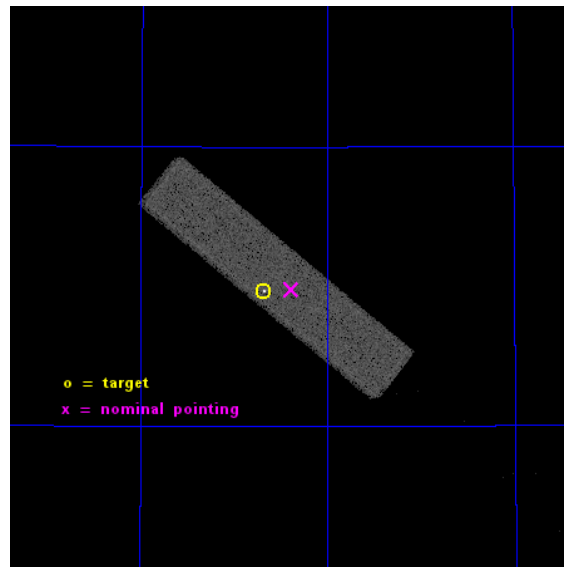 o = target
x = nominal pointing